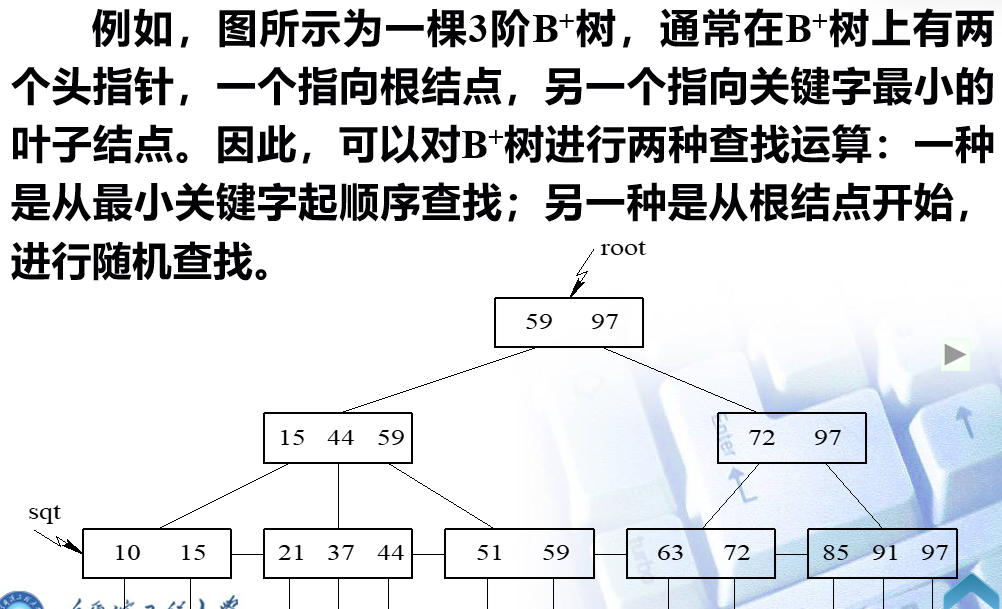 例如，图所示为一棵3阶B⁺树，通常在B⁺树上有两
个头指针，一个指向根结点，另一个指向关键字最小的
叶子结点。因此，可以对B⁺树进行两种查找运算：一种
是从最小关键字起顺序查找；另一种是从根结点开始，
进行随机查找。
root
59 97
15 44 59 72 97
sqt
10 15 21 37 44 51 59 63 72 85 91 97
Enter
turbo